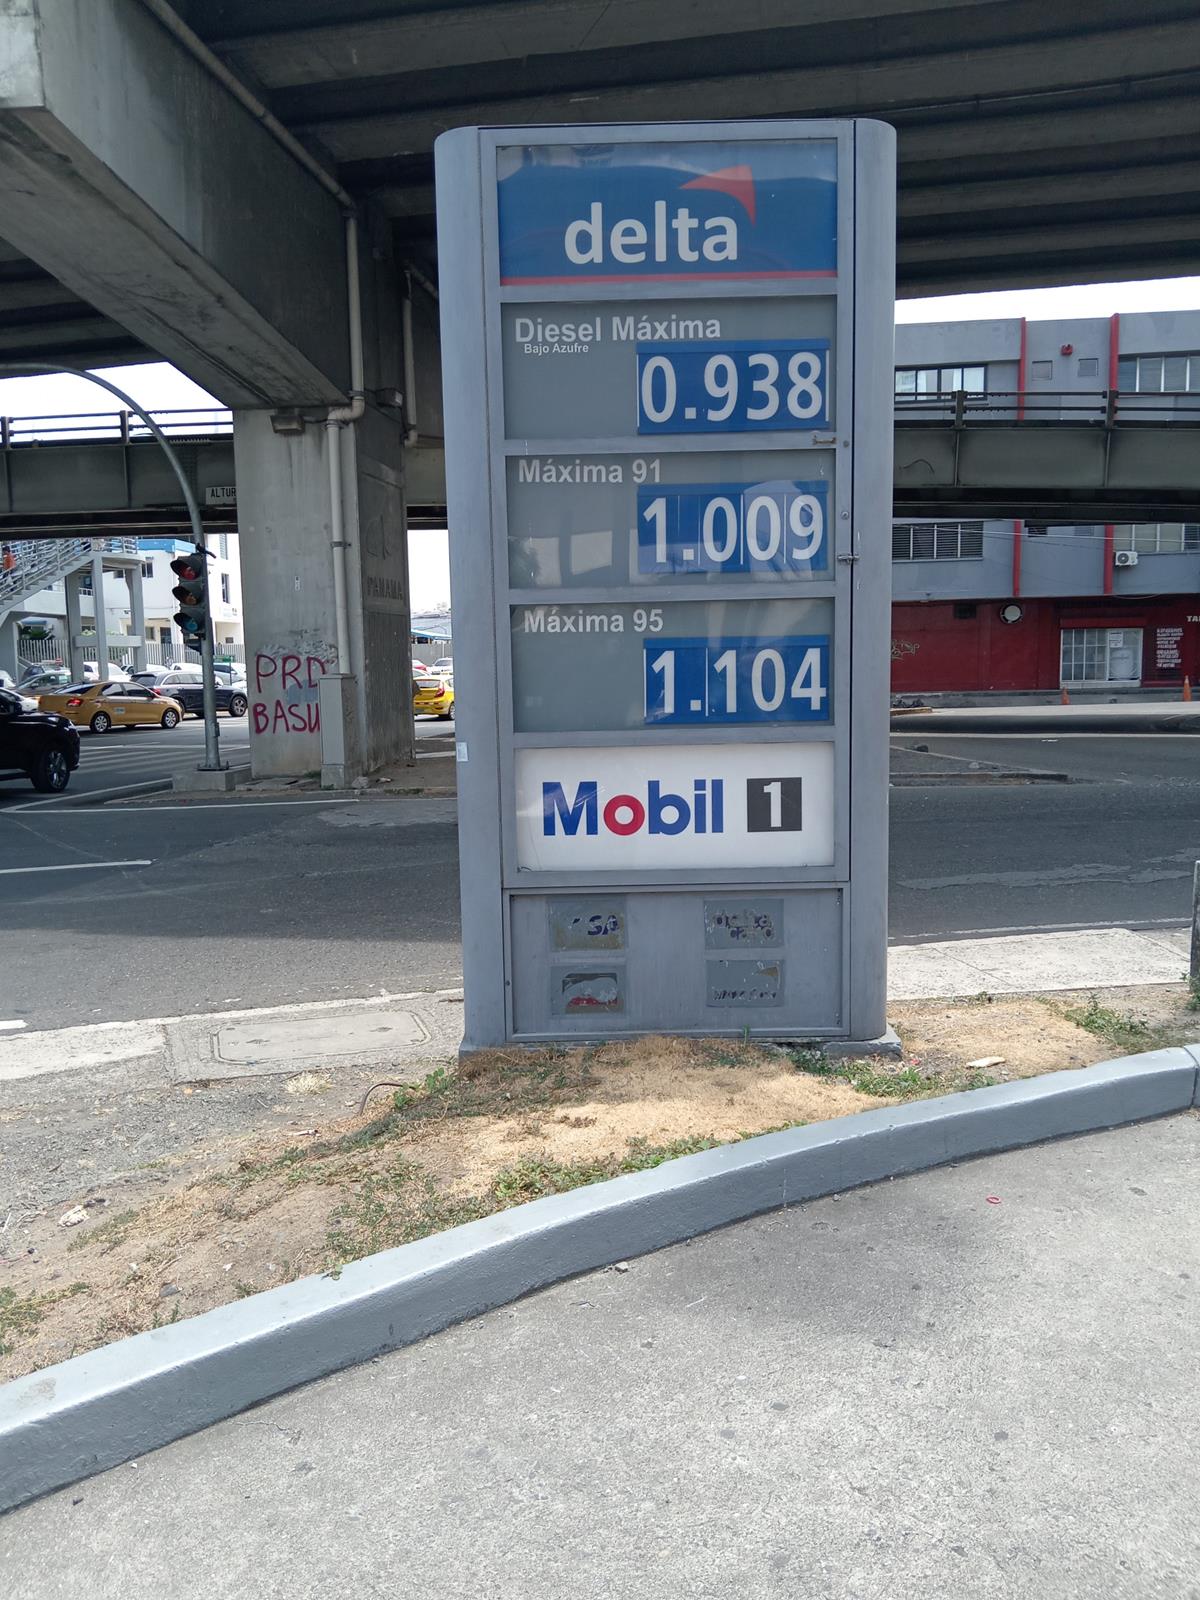 delta
Diesel Máxima
Bajo Azufre
0.938
Máxima 91
1.009
Máxima 95
1.104
Mobil 1
ALTUR
PANAMA
PRD
BASU